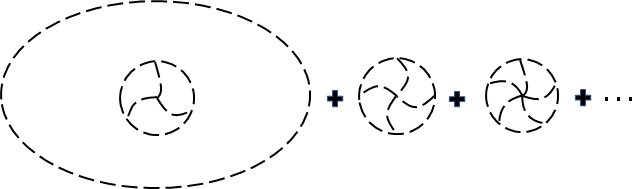 + + + ...